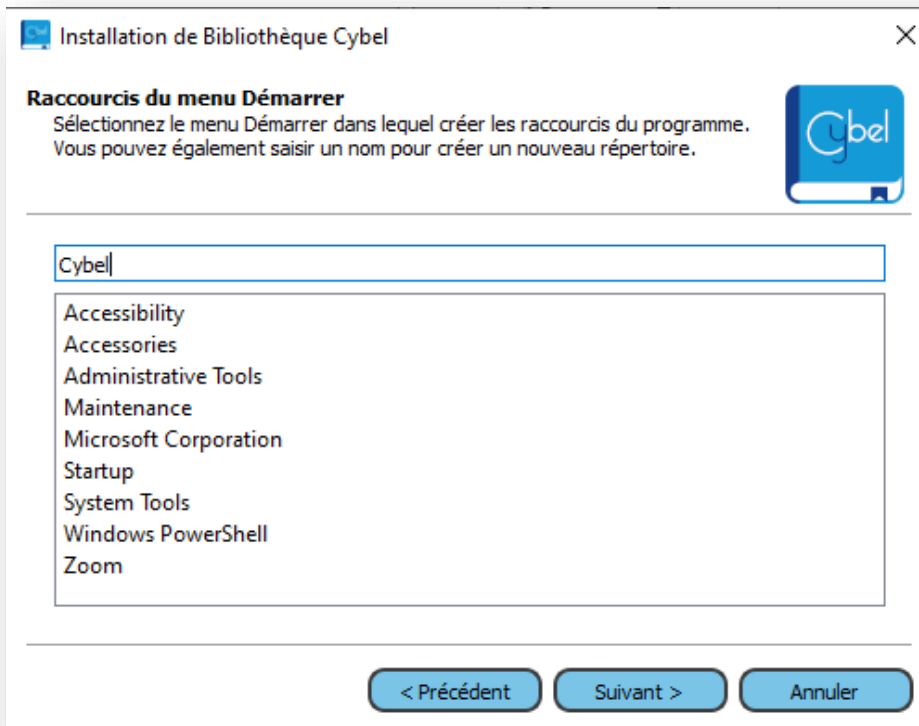 Installation de Bibliothèque Cybel
Raccourcis du menu Démarrer
Sélectionnez le menu Démarrer dans lequel créer les raccourcis du programme.
Vous pouvez également saisir un nom pour créer un nouveau répertoire.
Cybel
Cybel
Accessibility
Accessories
Administrative Tools
Maintenance
Microsoft Corporation
Startup
System Tools
Windows PowerShell
Zoom
< Précédent
Suivant >
Annuler